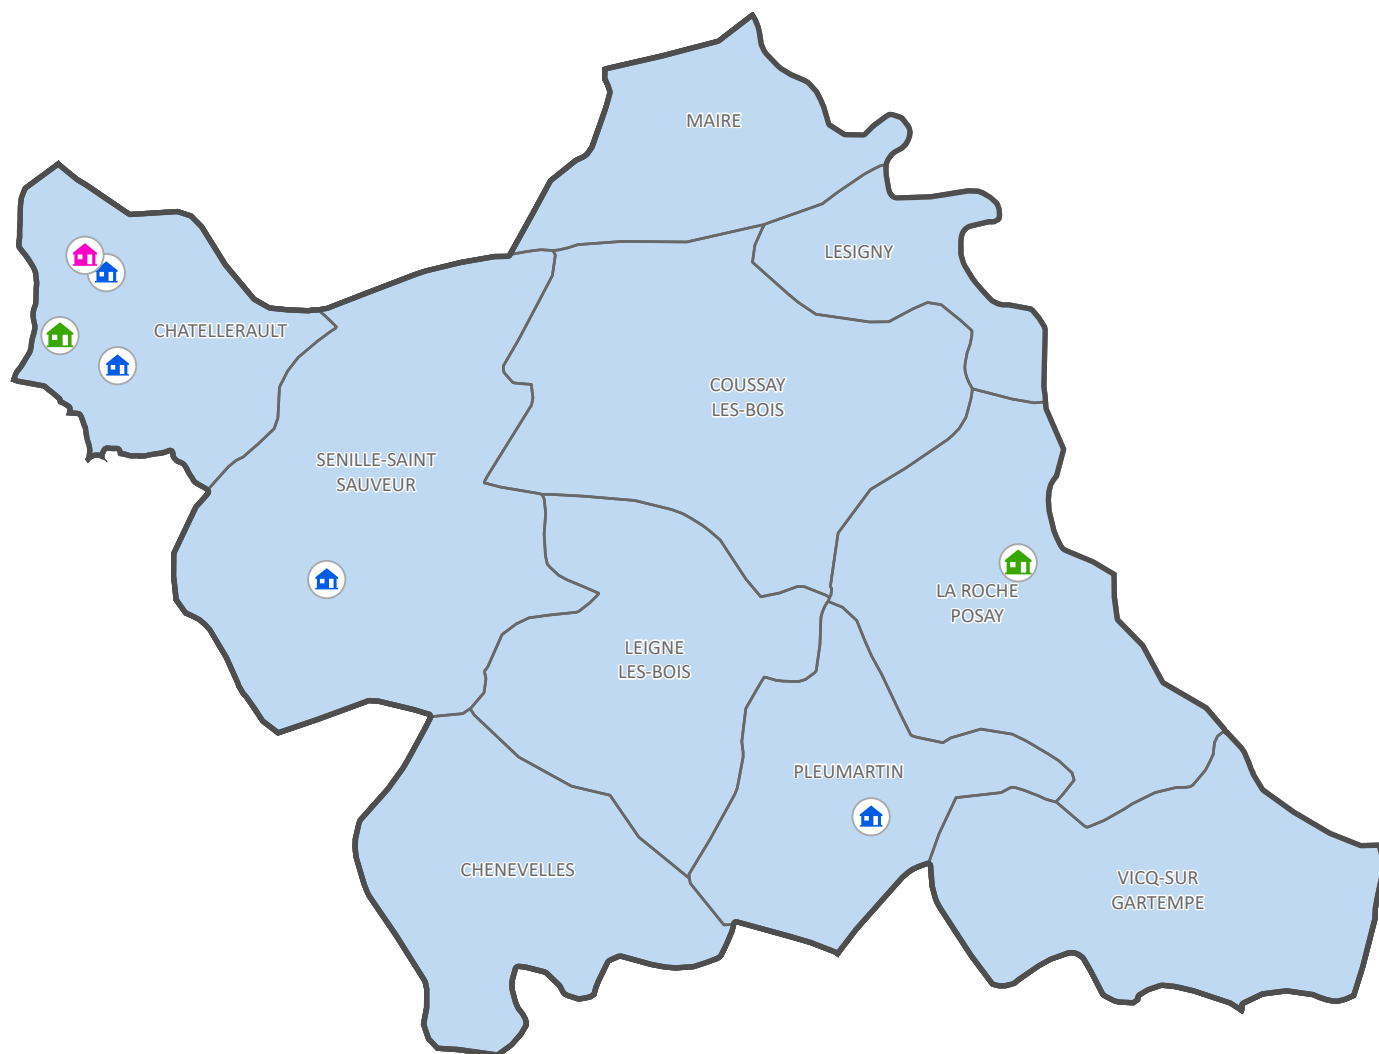 MAIRE
LESIGNY
CHATELLERAULT
COUSSAY
LES-BOIS
SENILLE-SAINT
SAUVEUR
LA ROCHE
POSAY
LEIGNE
LES-BOIS
PLEUMARTIN
CHENEVELLES
VICQ-SUR
GARTEMPE